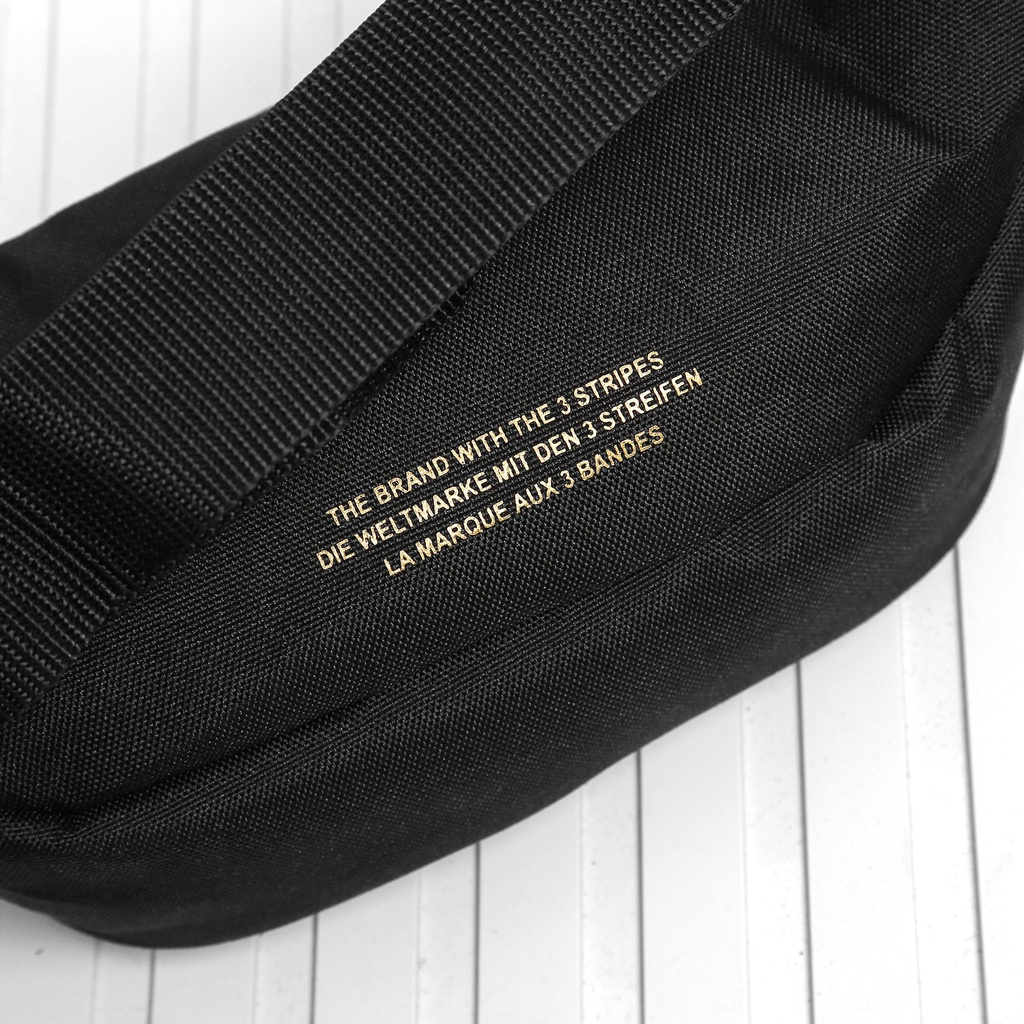 THE BRAND WITH THE 3 STRIPES
DIE WELTMARKE MIT DEN 3 STREIFEN
LA MARQUE AUX 3 BANDES